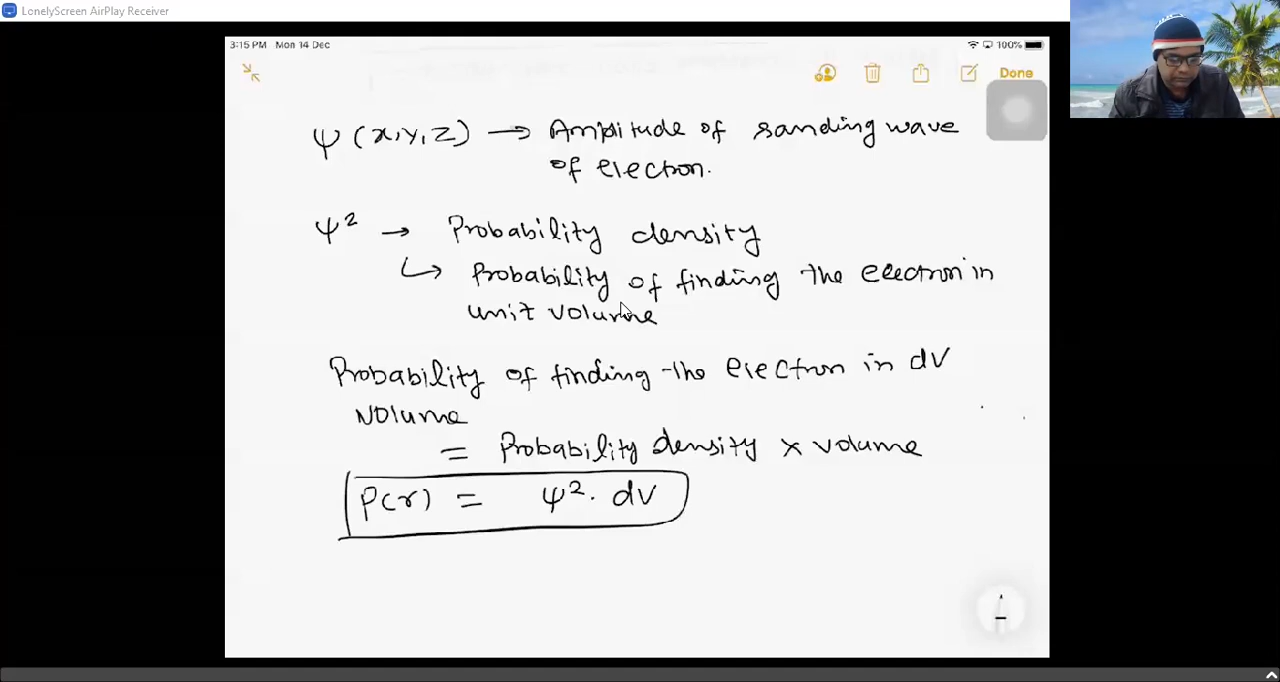 LonelyScreen AirPlay Receiver
3:15 PM Mon 14 Dec
100%
Done
ψ (x,y,z) → Amplitude of sanding wave
of electron.
ψ² → Probability density
↳ Probability of finding the electron in
unit volume
Probability of finding the electron in dV
volume
= Probability density × volume
P(r) = ψ². dV